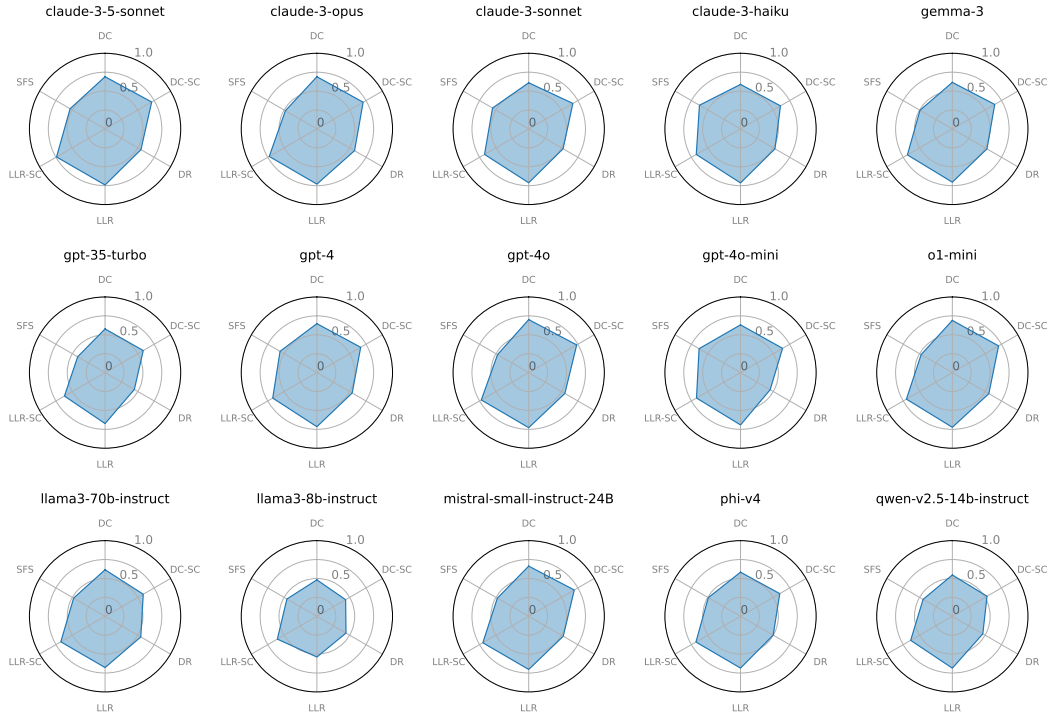 claude-3-5-sonnet
claude-3-opus
claude-3-sonnet
claude-3-haiku
gemma-3
DC
1.0
SFS
DC-SC
0.5
0
LLR-SC
DR
LLR
DC
1.0
SFS
DC-SC
0.5
0
LLR-SC
DR
LLR
DC
1.0
SFS
DC-SC
0.5
0
LLR-SC
DR
LLR
DC
1.0
SFS
DC-SC
0.5
0
LLR-SC
DR
LLR
DC
1.0
SFS
DC-SC
0.5
0
LLR-SC
DR
LLR
gpt-35-turbo
gpt-4
gpt-4o
gpt-4o-mini
o1-mini
DC
1.0
SFS
DC-SC
0.5
0
LLR-SC
DR
LLR
DC
1.0
SFS
DC-SC
0.5
0
LLR-SC
DR
LLR
DC
1.0
SFS
DC-SC
0.5
0
LLR-SC
DR
LLR
DC
1.0
SFS
DC-SC
0.5
0
LLR-SC
DR
LLR
DC
1.0
SFS
DC-SC
0.5
0
LLR-SC
DR
LLR
llama3-70b-instruct
llama3-8b-instruct
mistral-small-instruct-24B
phi-v4
qwen-v2.5-14b-instruct
DC
1.0
SFS
DC-SC
0.5
0
LLR-SC
DR
LLR
DC
1.0
SFS
DC-SC
0.5
0
LLR-SC
DR
LLR
DC
1.0
SFS
DC-SC
0.5
0
LLR-SC
DR
LLR
DC
1.0
SFS
DC-SC
0.5
0
LLR-SC
DR
LLR
DC
1.0
SFS
DC-SC
0.5
0
LLR-SC
DR
LLR